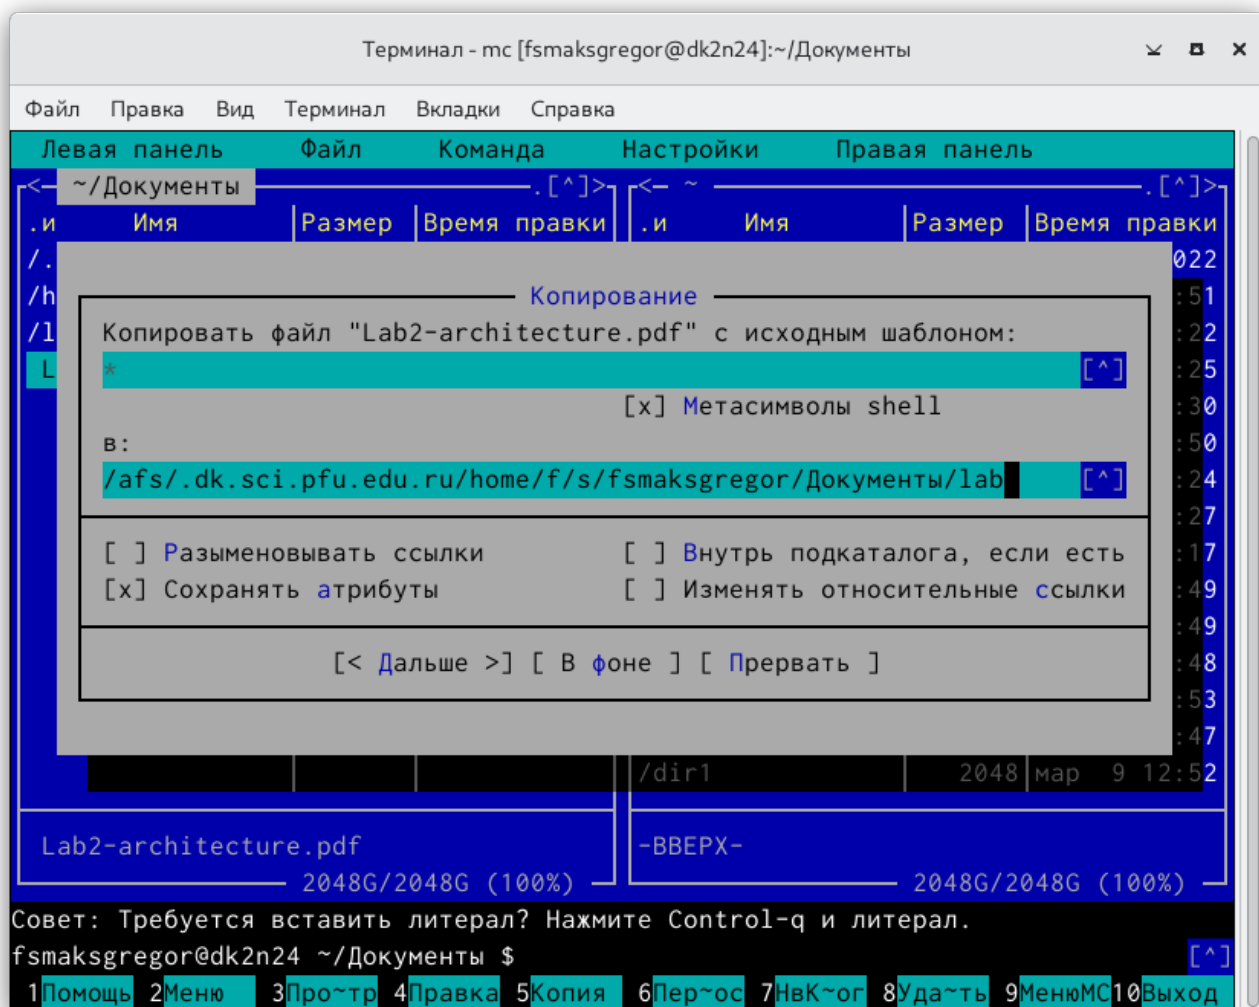 Терминал - mc [fsmaksgregor@dk2n24]:~/Документы
Файл Правка Вид Терминал Вкладки Справка
Левая панель Файл Команда Настройки Правая панель
<— ~/Документы .[^]> <— ~ .[^]>
.и Имя Размер Время правки .и Имя Размер Время правки
/. 022
/h Копирование :51
/l Копировать файл "Lab2-architecture.pdf" с исходным шаблоном: :22
L * [^] :25
[x] Метасимволы shell :30
в: :50
/afs/.dk.sci.pfu.edu.ru/home/f/s/fsmaksgregor/Документы/lab [^] :24
:27
[ ] Разыменовывать ссылки [ ] Внутрь подкаталога, если есть :17
[x] Сохранять атрибуты [ ] Изменять относительные ссылки :49
:49
[< Дальше >] [ В фоне ] [ Прервать ] :48
:53
:47
/dir1 2048 мар 9 12:52
Lab2-architecture.pdf -ВВЕРХ-
2048G/2048G (100%) 2048G/2048G (100%)
Совет: Требуется вставить литерал? Нажмите Control-q и литерал.
fsmaksgregor@dk2n24 ~/Документы $ [^]
1Помощь 2Меню 3Про~тр 4Правка 5Копия 6Пер~ос 7НвК~ог 8Уда~ть 9МенюMC10Выход